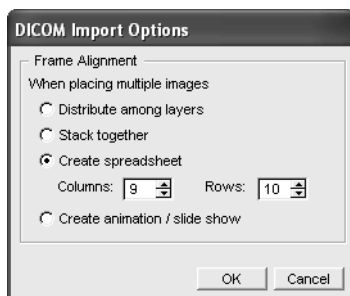 DICOM Import Options
Frame Alignment
When placing multiple images
Distribute among layers
Stack together
Create spreadsheet
Columns: 9 Rows: 10
Create animation / slide show
OK Cancel